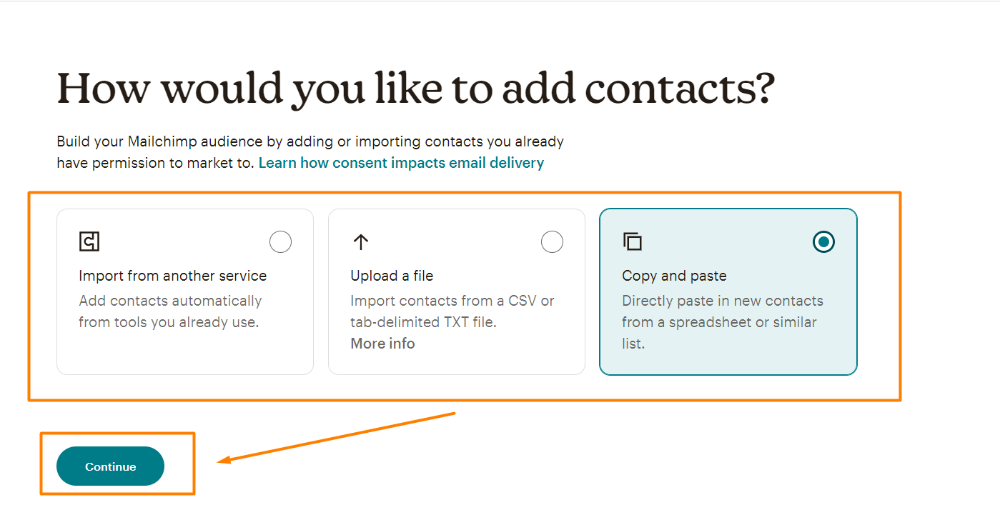 How would you like to add contacts?
Build your Mailchimp audience by adding or importing contacts you already
have permission to market to. Learn how consent impacts email delivery
Import from another service
Add contacts automatically
from tools you already use.
Upload a file
Import contacts from a CSV or
tab-delimited TXT file.
More info
Copy and paste
Directly paste in new contacts
from a spreadsheet or similar
list.
Continue